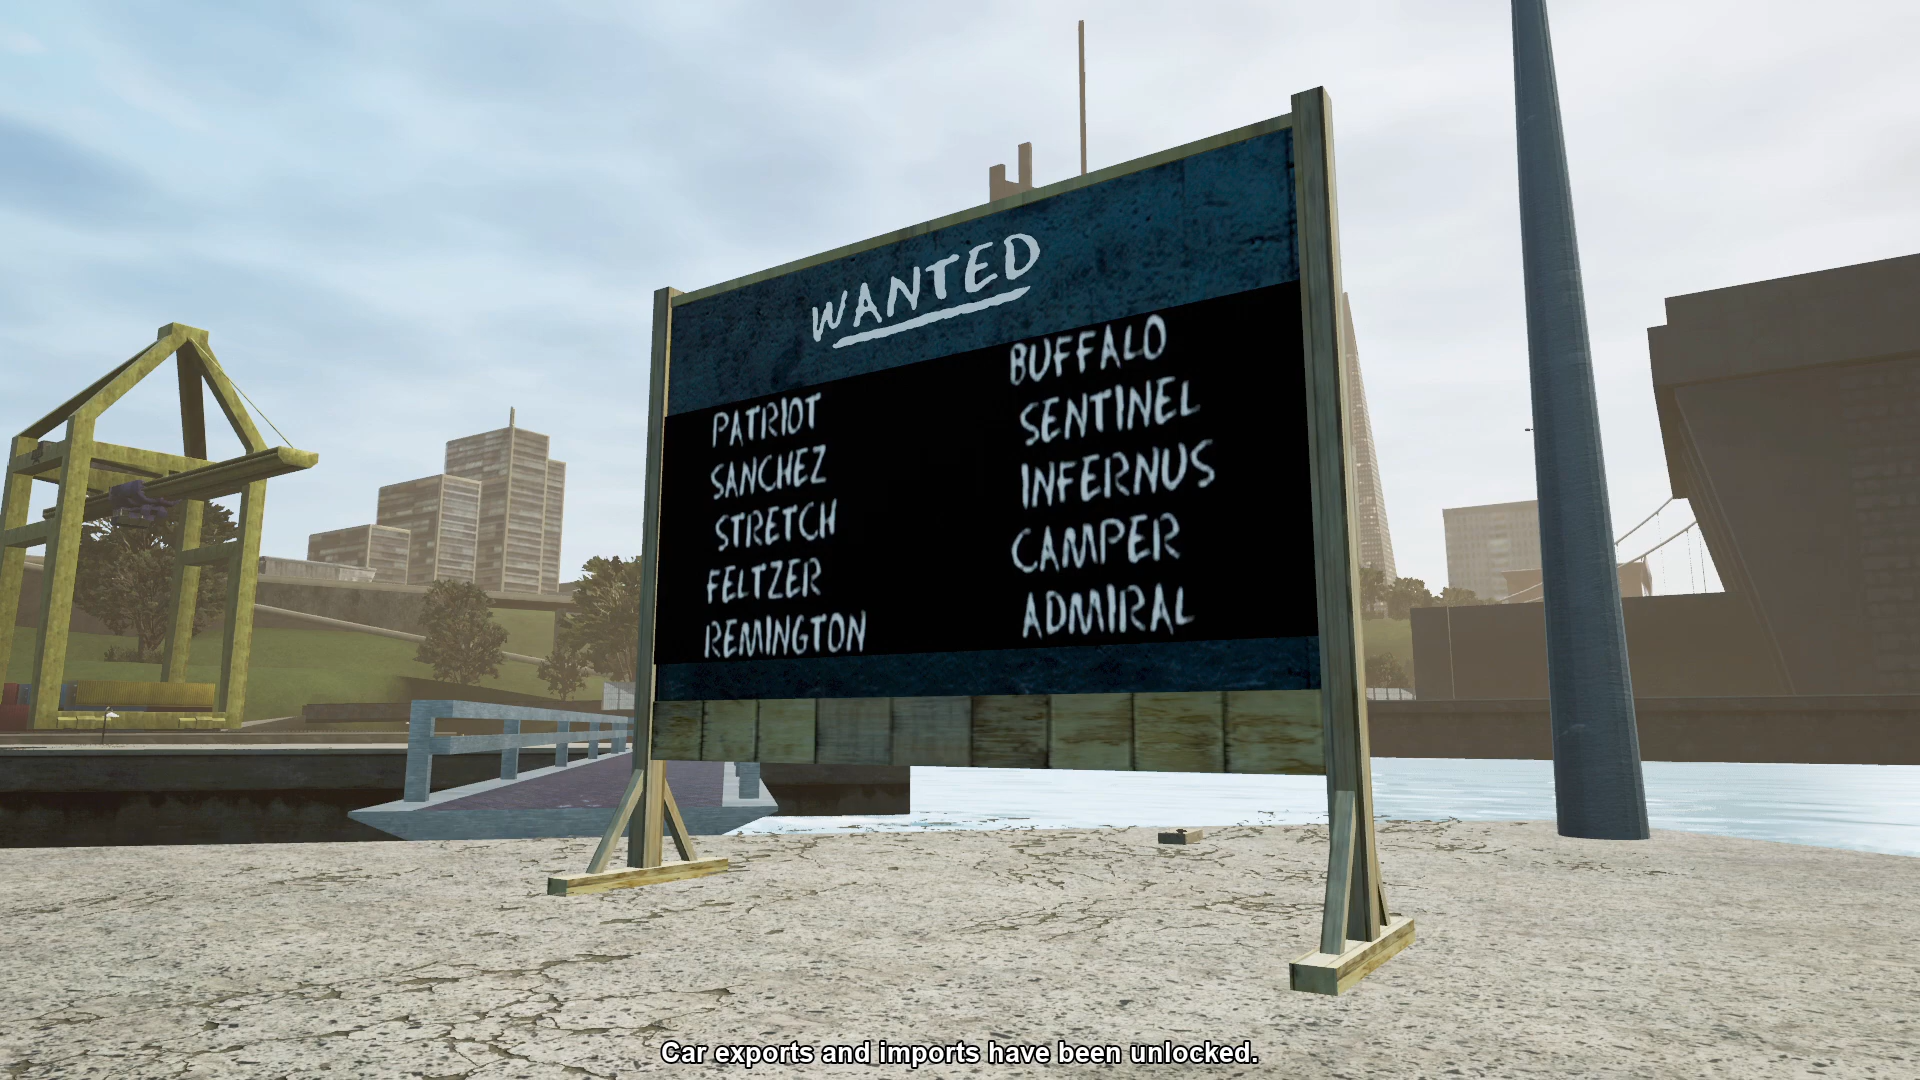 WANTED
PATRIOT
SANCHEZ
STRETCH
FELTZER
REMINGTON
BUFFALO
SENTINEL
INFERNUS
CAMPER
ADMIRAL
Car exports and imports have been unlocked.